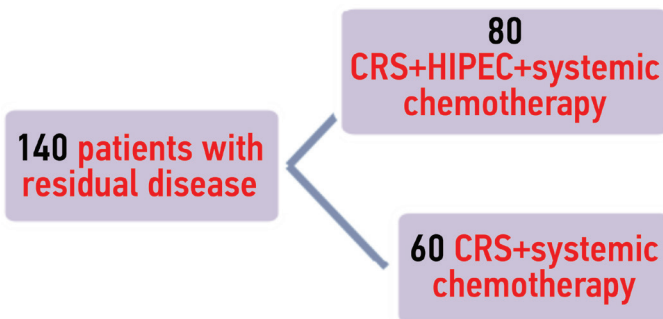 140 patients with
residual disease
80
CRS+HIPEC+systemic
chemotherapy
60 CRS+systemic
chemotherapy